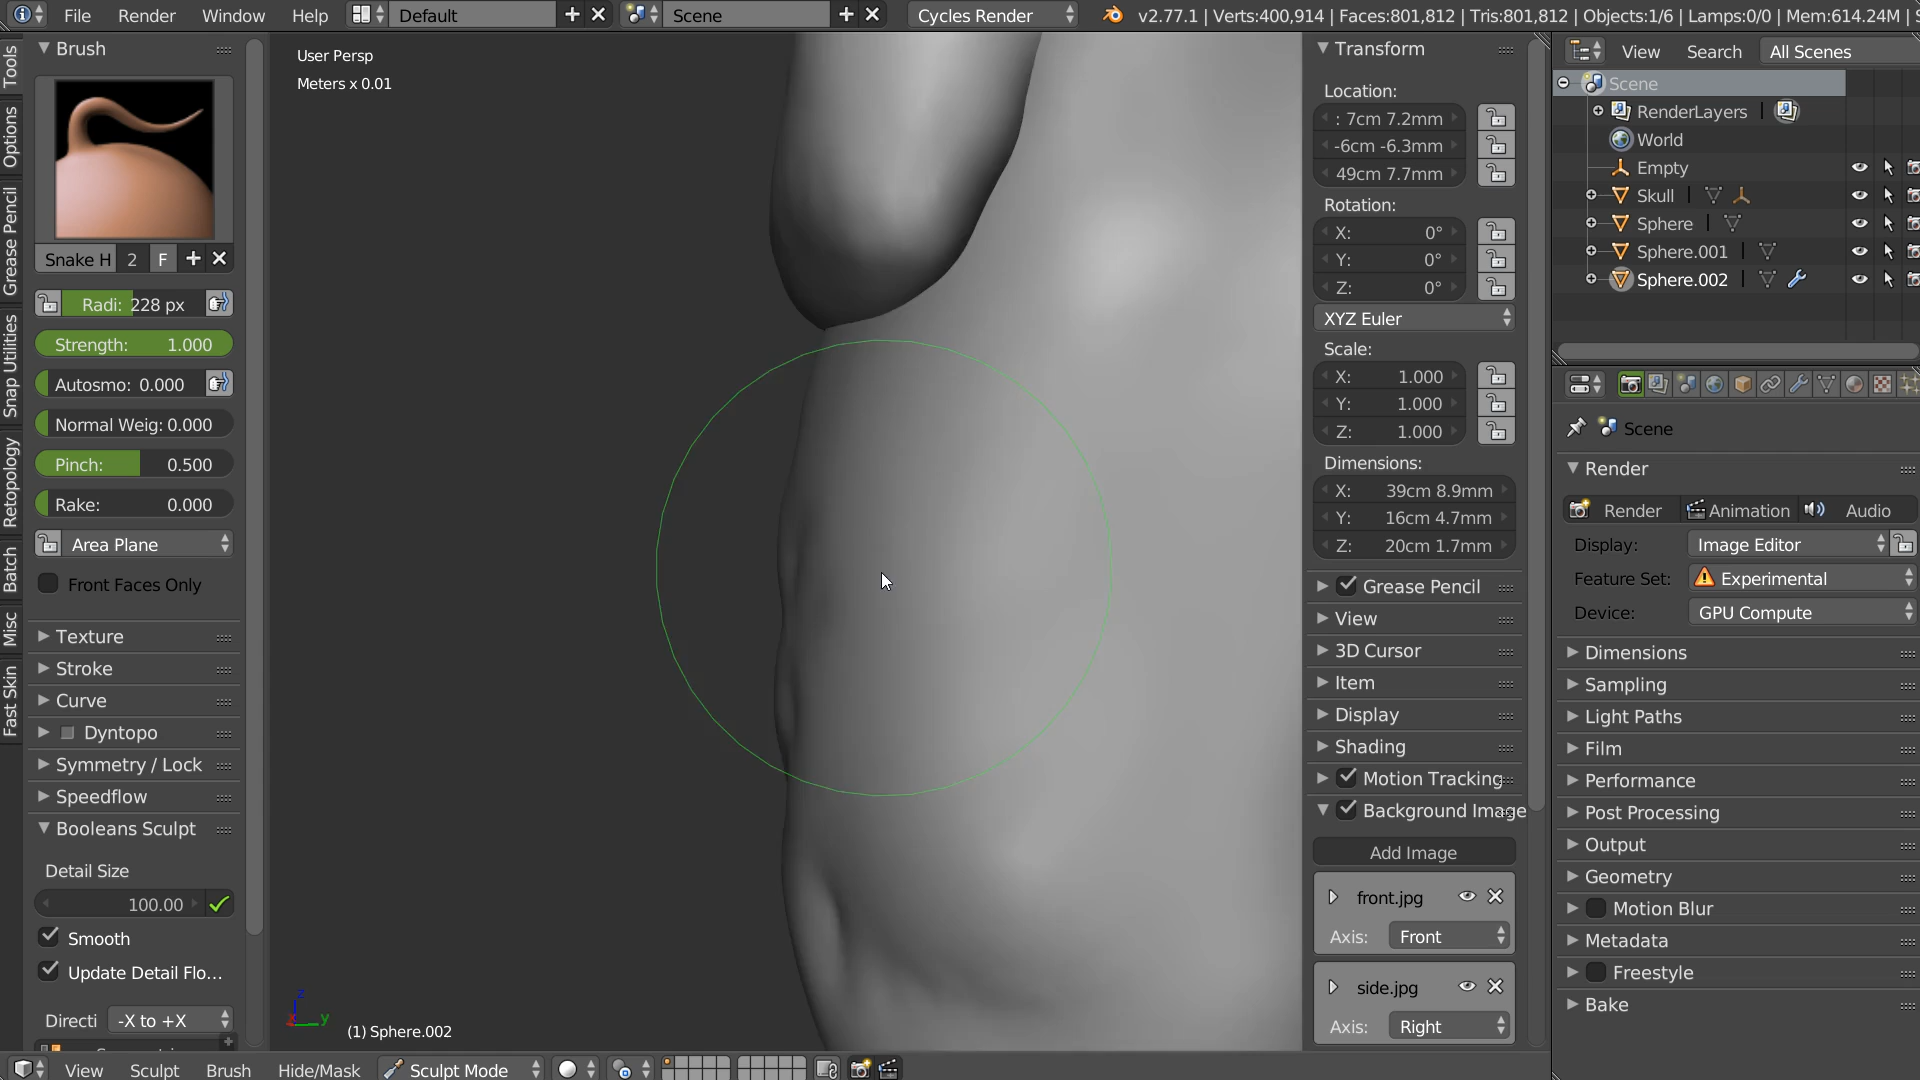 File Render Window Help Default Scene Cycles Render v2.77.1 | Verts:400,914 | Faces:801,812 | Tris:801,812 | Objects:1/6 | Lamps:0/0 | Mem:614.24M |
Tools
Options
Grease Pencil
Snap Utilities
Retopology
Batch
Misc
Fast Skin
Brush
Snake H 2 F
Radi: 228 px
Strength: 1.000
Autosmo: 0.000
Normal Weig: 0.000
Pinch: 0.500
Rake: 0.000
Area Plane
Front Faces Only
Texture
Stroke
Curve
Dyntopo
Symmetry / Lock
Speedflow
Booleans Sculpt
Detail Size
100.00
Smooth
Update Detail Flo...
Directi -X to +X
User Persp
Meters x 0.01
z
x y
(1) Sphere.002
View Sculpt Brush Hide/Mask Sculpt Mode
Transform
Location:
: 7cm 7.2mm
-6cm -6.3mm
49cm 7.7mm
Rotation:
X: 0°
Y: 0°
Z: 0°
XYZ Euler
Scale:
X: 1.000
Y: 1.000
Z: 1.000
Dimensions:
X: 39cm 8.9mm
Y: 16cm 4.7mm
Z: 20cm 1.7mm
Grease Pencil
View
3D Cursor
Item
Display
Shading
Motion Tracking
Background Image
Add Image
front.jpg
Axis: Front
side.jpg
Axis: Right
View Search All Scenes
Scene
RenderLayers
World
Empty
Skull
Sphere
Sphere.001
Sphere.002
Scene
Render
Render Animation Audio
Display: Image Editor
Feature Set: Experimental
Device: GPU Compute
Dimensions
Sampling
Light Paths
Film
Performance
Post Processing
Output
Geometry
Motion Blur
Metadata
Freestyle
Bake